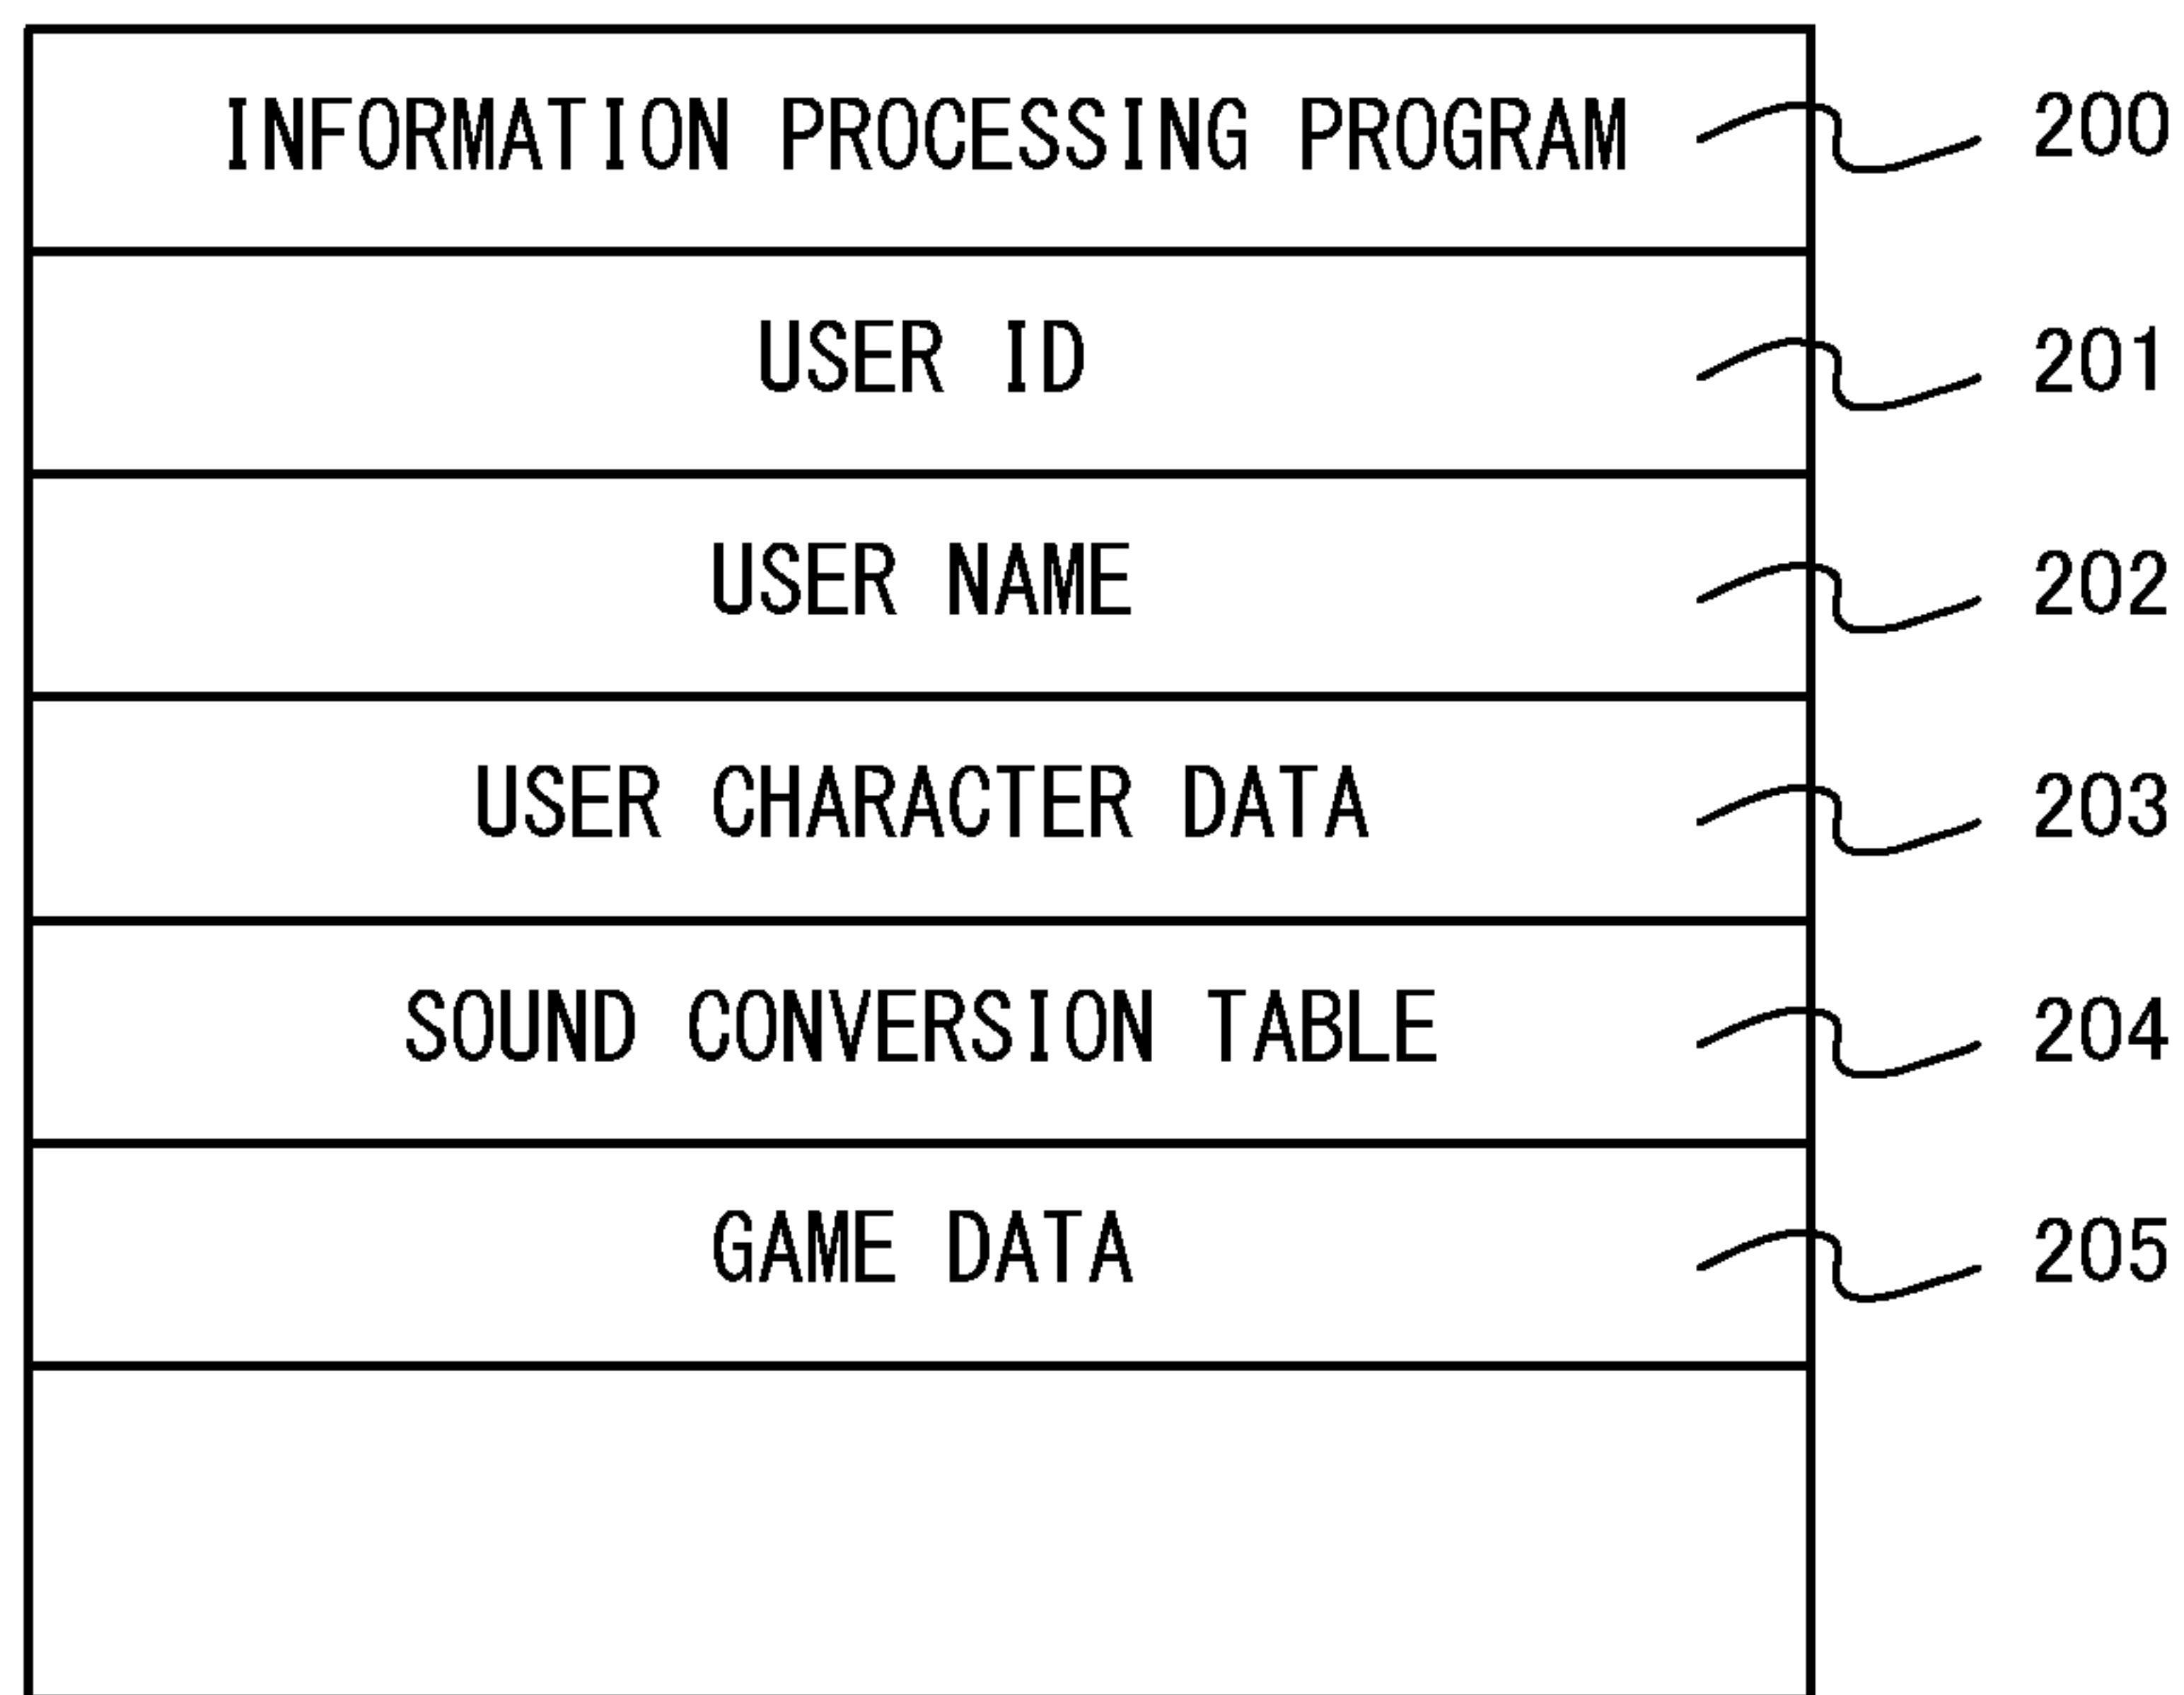 INFORMATION PROCESSING PROGRAM 200
USER ID 201
USER NAME 202
USER CHARACTER DATA 203
SOUND CONVERSION TABLE 204
GAME DATA 205